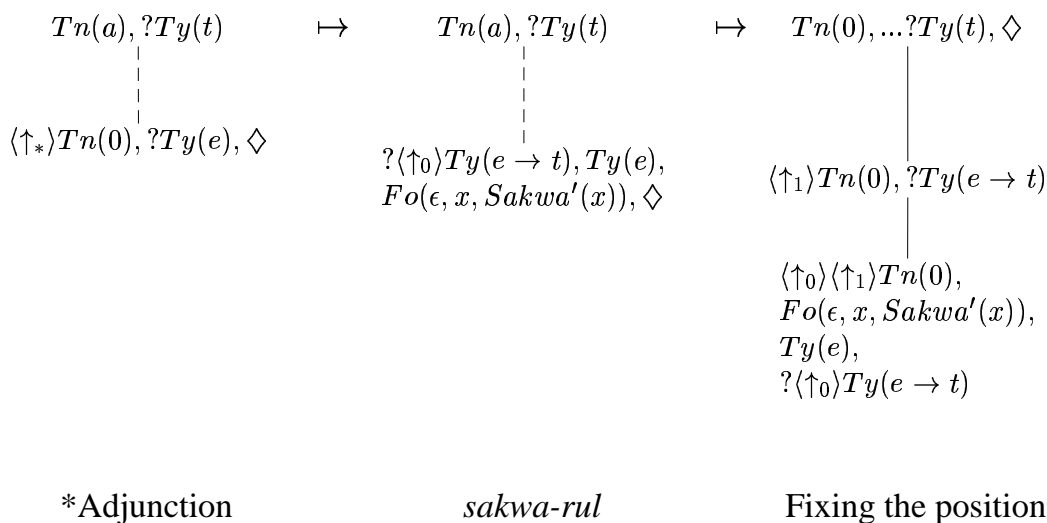 Tn(a), ?Ty(t) ↦ Tn(a), ?Ty(t) ↦ Tn(0), ...?Ty(t), ◇
⟨↑*⟩Tn(0), ?Ty(e), ◇
?⟨↑₀⟩Ty(e → t), Ty(e),
Fo(ϵ, x, Sakwa′(x)), ◇
⟨↑₁⟩Tn(0), ?Ty(e → t)
⟨↑₀⟩⟨↑₁⟩Tn(0),
Fo(ϵ, x, Sakwa′(x)),
Ty(e),
?⟨↑₀⟩Ty(e → t)
*Adjunction sakwa-rul Fixing the position